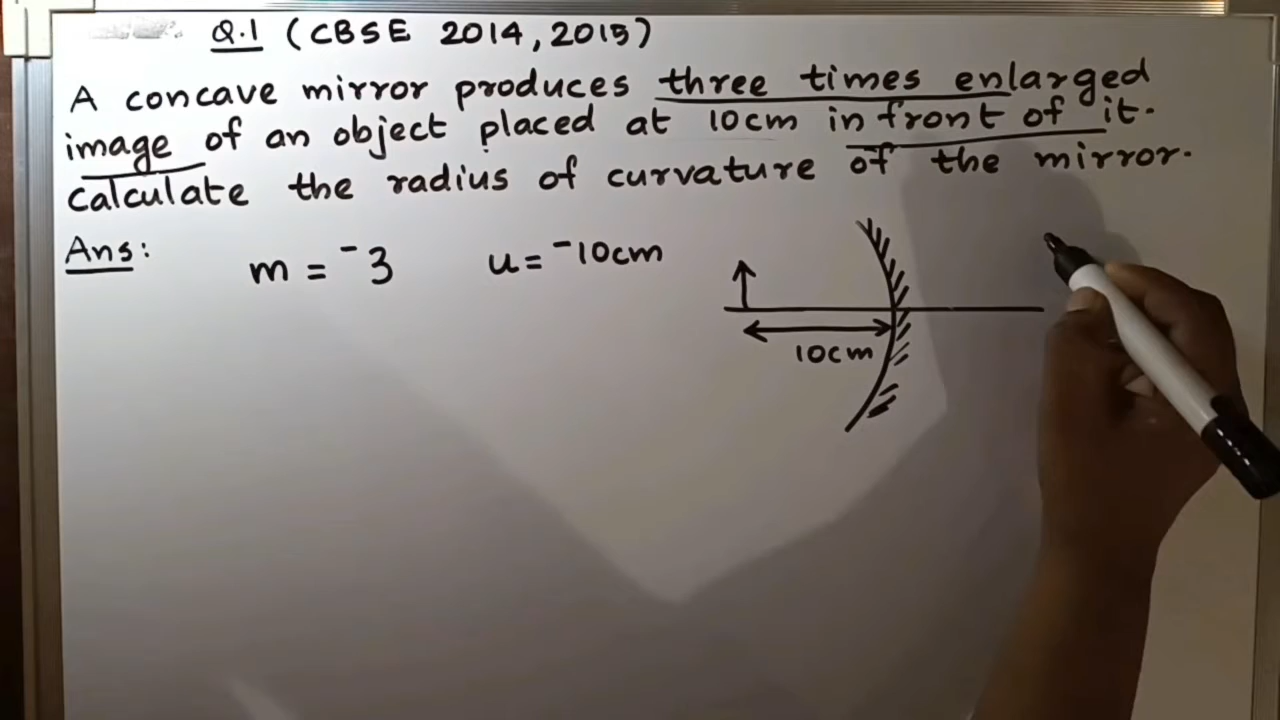 Q.1 (CBSE 2014, 2015)
A concave mirror produces three times enlarged
image of an object placed at 10cm in front of it.
calculate the radius of curvature of the mirror.
Ans: m = -3 u = -10cm
10cm